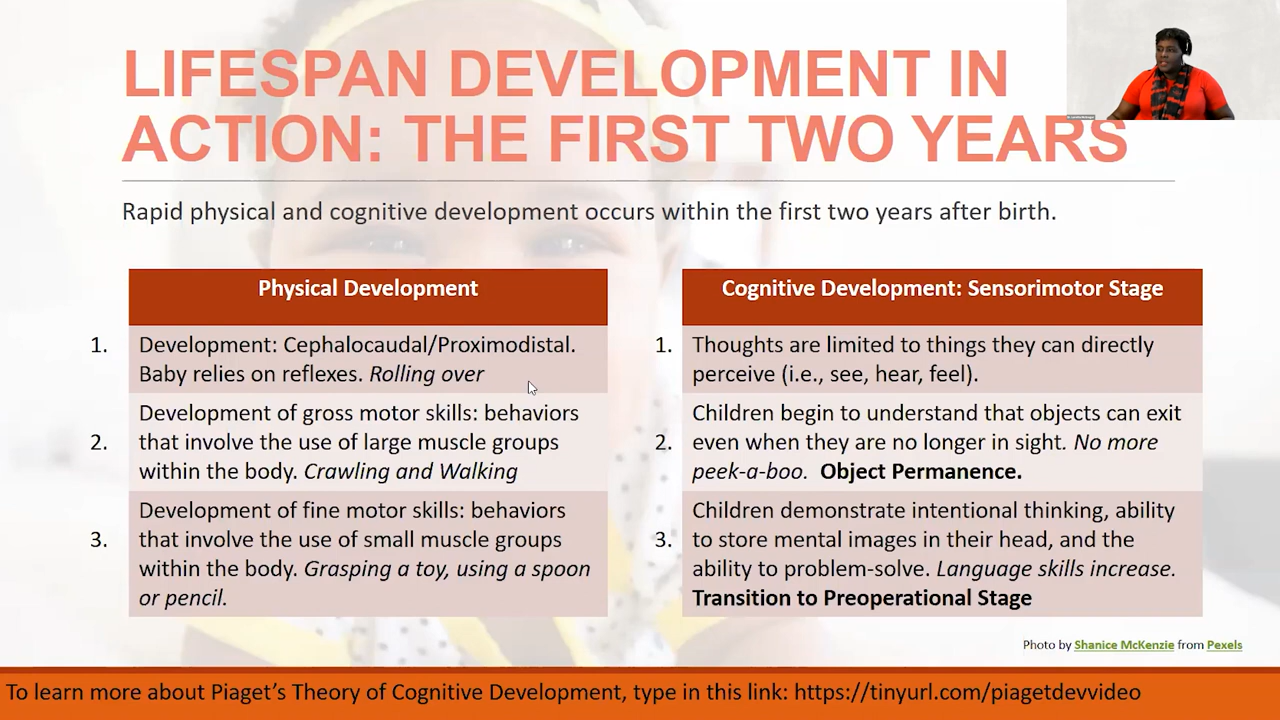 LIFESPAN DEVELOPMENT IN
ACTION: THE FIRST TWO YEARS
Rapid physical and cognitive development occurs within the first two years after birth.
Physical Development
1. Development: Cephalocaudal/Proximodistal.
Baby relies on reflexes. Rolling over
2. Development of gross motor skills: behaviors
that involve the use of large muscle groups
within the body. Crawling and Walking
3. Development of fine motor skills: behaviors
that involve the use of small muscle groups
within the body. Grasping a toy, using a spoon
or pencil.
Cognitive Development: Sensorimotor Stage
1. Thoughts are limited to things they can directly
perceive (i.e., see, hear, feel).
2. Children begin to understand that objects can exit
even when they are no longer in sight. No more
peek-a-boo. Object Permanence.
3. Children demonstrate intentional thinking, ability
to store mental images in their head, and the
ability to problem-solve. Language skills increase.
Transition to Preoperational Stage
Photo by Shanice McKenzie from Pexels
To learn more about Piaget's Theory of Cognitive Development, type in this link: https://tinyurl.com/piagetdevvideo